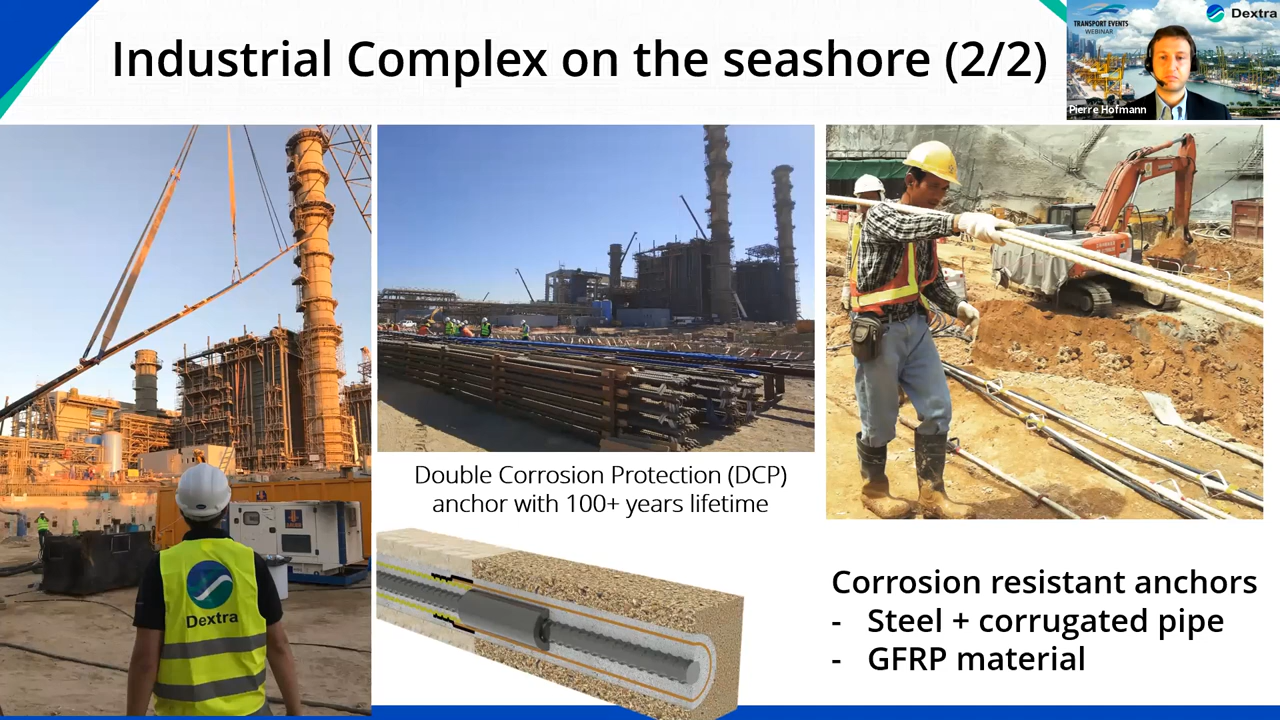 Industrial Complex on the seashore (2/2)
TRANSPORT EVENTS
WEBINAR
Dextra
Pierre Hofmann
Dextra
Double Corrosion Protection (DCP)
anchor with 100+ years lifetime
Corrosion resistant anchors
- Steel + corrugated pipe
- GFRP material